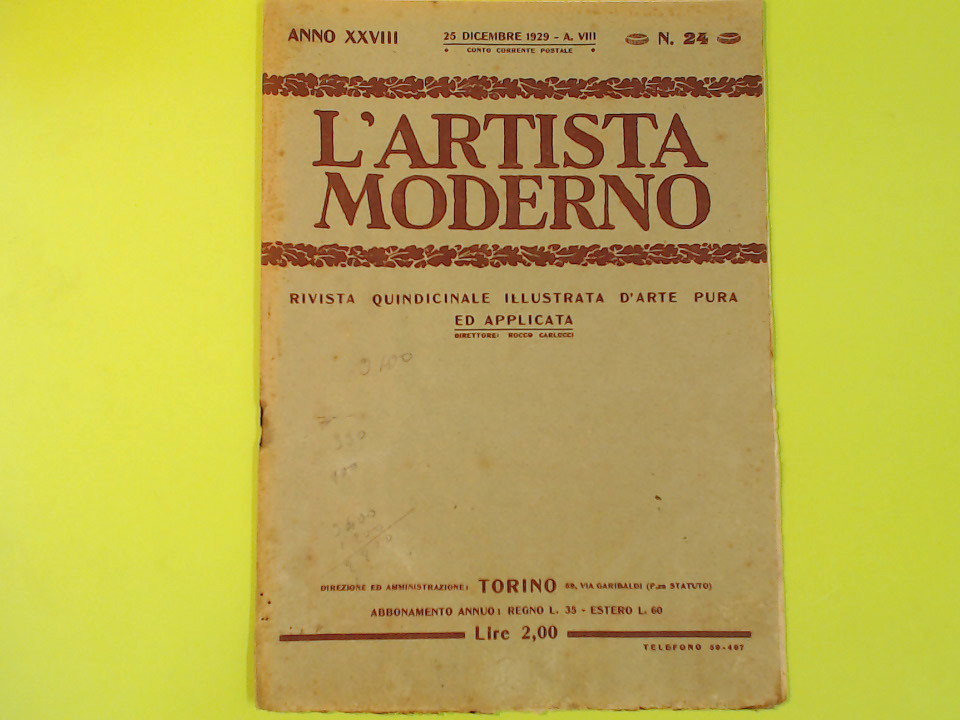 ANNO XXVIII
25 DICEMBRE 1929 - A. VIII
CONTO CORRENTE POSTALE
N. 24
L'ARTISTA
MODERNO
RIVISTA QUINDICINALE ILLUSTRATA D'ARTE PURA
ED APPLICATA
DIRETTORE: ROCCO CARLUCCI
DIREZIONE ED AMMINISTRAZIONE: TORINO 59, VIA GARIBALDI (P.za STATUTO)
ABBONAMENTO ANNUO: REGNO L. 35 - ESTERO L. 60
Lire 2,00
TELEFONO